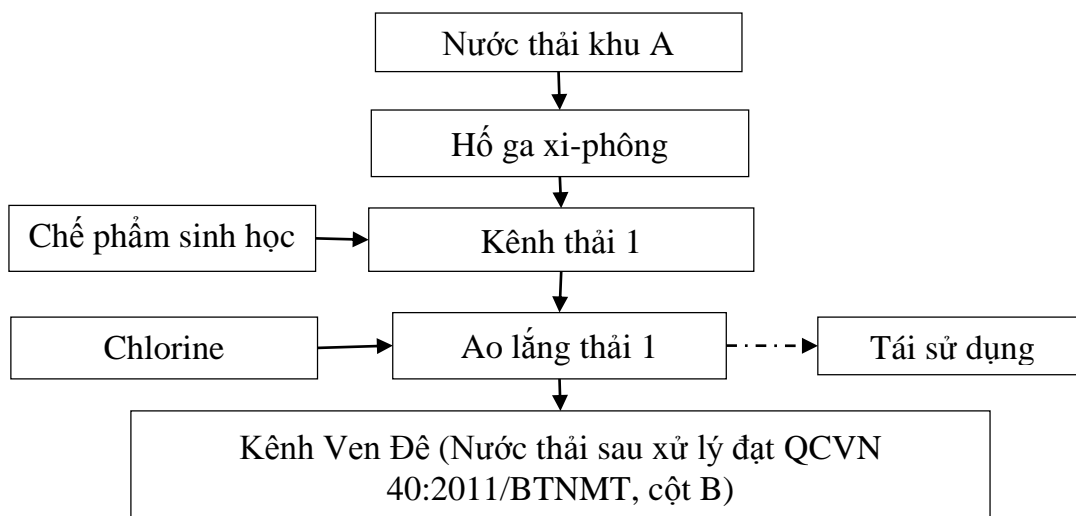 Nước thải khu A
Hố ga xi-phông
Chế phẩm sinh học
Kênh thải 1
Chlorine
Ao lắng thải 1
Tái sử dụng
Kênh Ven Đê (Nước thải sau xử lý đạt QCVN
40:2011/BTNMT, cột B)